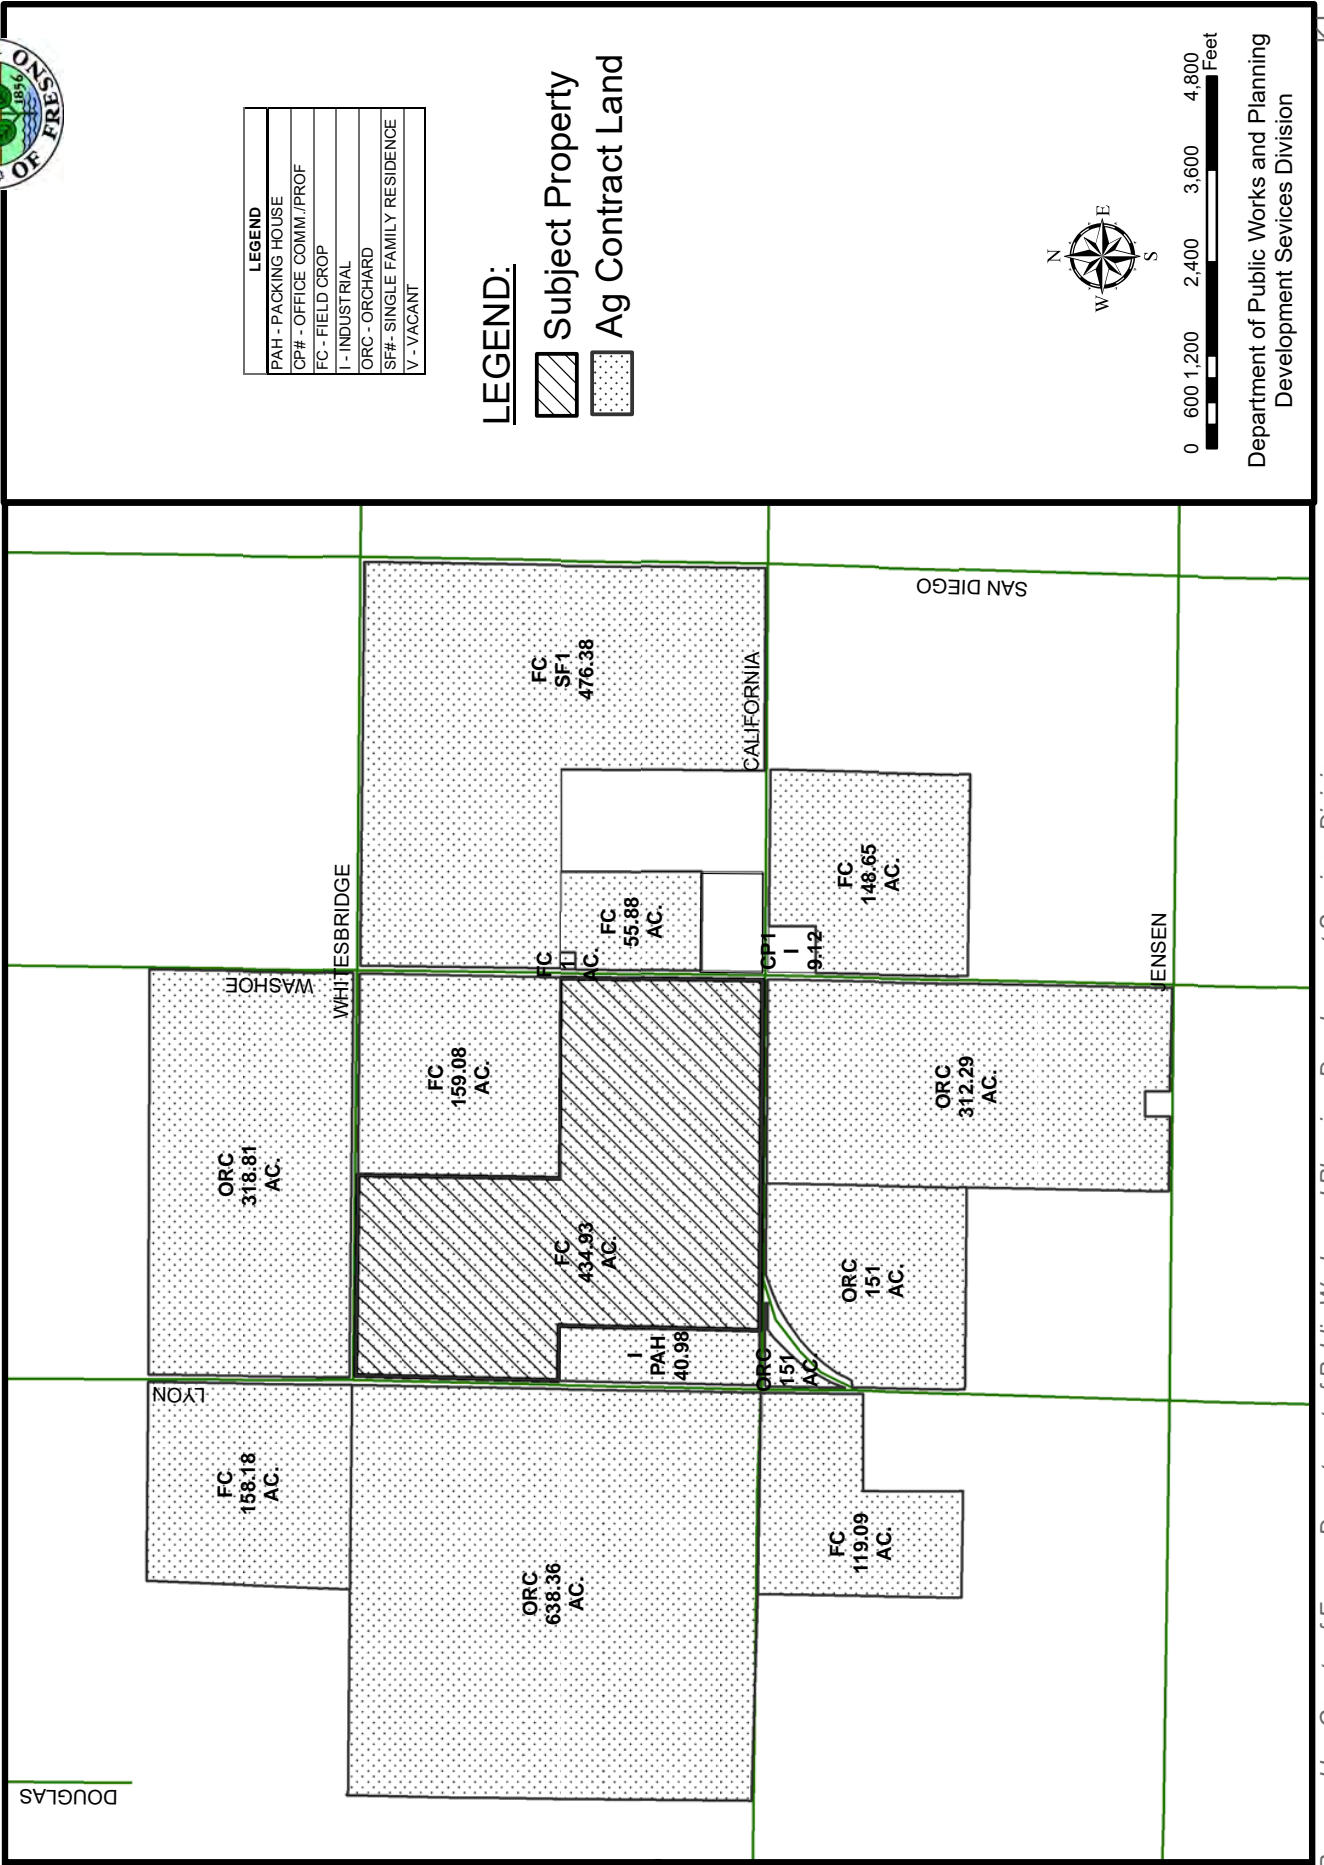 OF FRESNO
1856
LEGEND
PAH - PACKING HOUSE
CP# - OFFICE COMM./PROF
FC - FIELD CROP
I - INDUSTRIAL
ORC - ORCHARD
SF#- SINGLE FAMILY RESIDENCE
V - VACANT
LEGEND:
Subject Property
Ag Contract Land
N
W
E
S
0 600 1,200 2,400 3,600 4,800
Feet
Department of Public Works and Planning
Development Sevices Division
DOUGLAS
LYON
WASHOE
WHITESBRIDGE
SAN DIEGO
CALIFORNIA
JENSEN
FC
158.18
AC.
ORC
318.81
AC.
ORC
638.36
AC.
FC
434.93
AC.
FC
159.08
AC.
FC
SF1
476.38
I
PAH
40.98
FC
1
AC.
FC
55.88
AC.
FC
119.09
AC.
ORC
151
AC
ORC
151
AC.
ORC
312.29
AC.
CP1
I
9.12
FC
148.65
AC.